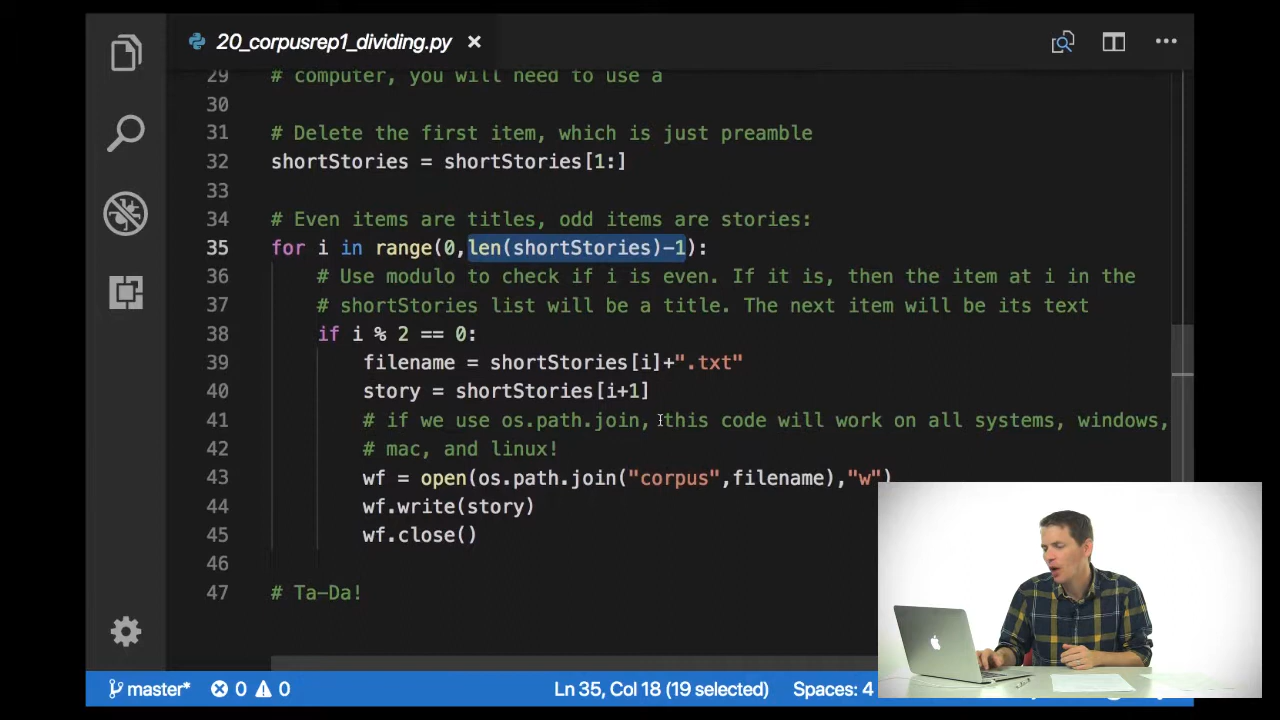 20_corpusrep1_dividing.py
29 # computer, you will need to use a
30
31 # Delete the first item, which is just preamble
32 shortStories = shortStories[1:]
33
34 # Even items are titles, odd items are stories:
35 for i in range(0,len(shortStories)-1):
36 # Use modulo to check if i is even. If it is, then the item at i in the
37 # shortStories list will be a title. The next item will be its text
38 if i % 2 == 0:
39 filename = shortStories[i]+".txt"
40 story = shortStories[i+1]
41 # if we use os.path.join, this code will work on all systems, windows,
42 # mac, and linux!
43 wf = open(os.path.join("corpus",filename),"w")
44 wf.write(story)
45 wf.close()
46
47 # Ta-Da!
master* 0 0 Ln 35, Col 18 (19 selected) Spaces: 4